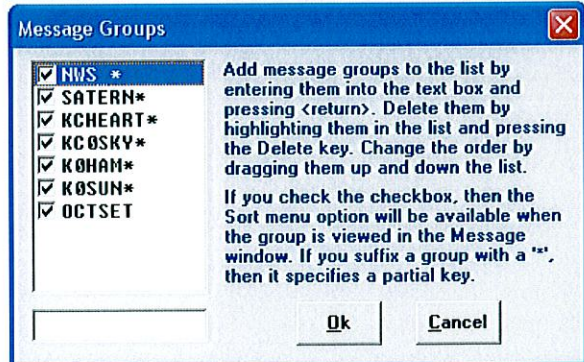 Message Groups
NWS *
SATERN*
KCHEART*
KC0SKY*
K0HAM*
K0SUN*
OCTSET
Add message groups to the list by
entering them into the text box and
pressing <return>. Delete them by
highlighting them in the list and pressing
the Delete key. Change the order by
dragging them up and down the list.
If you check the checkbox, then the
Sort menu option will be available when
the group is viewed in the Message
window. If you suffix a group with a '*',
then it specifies a partial key.
Ok
Cancel